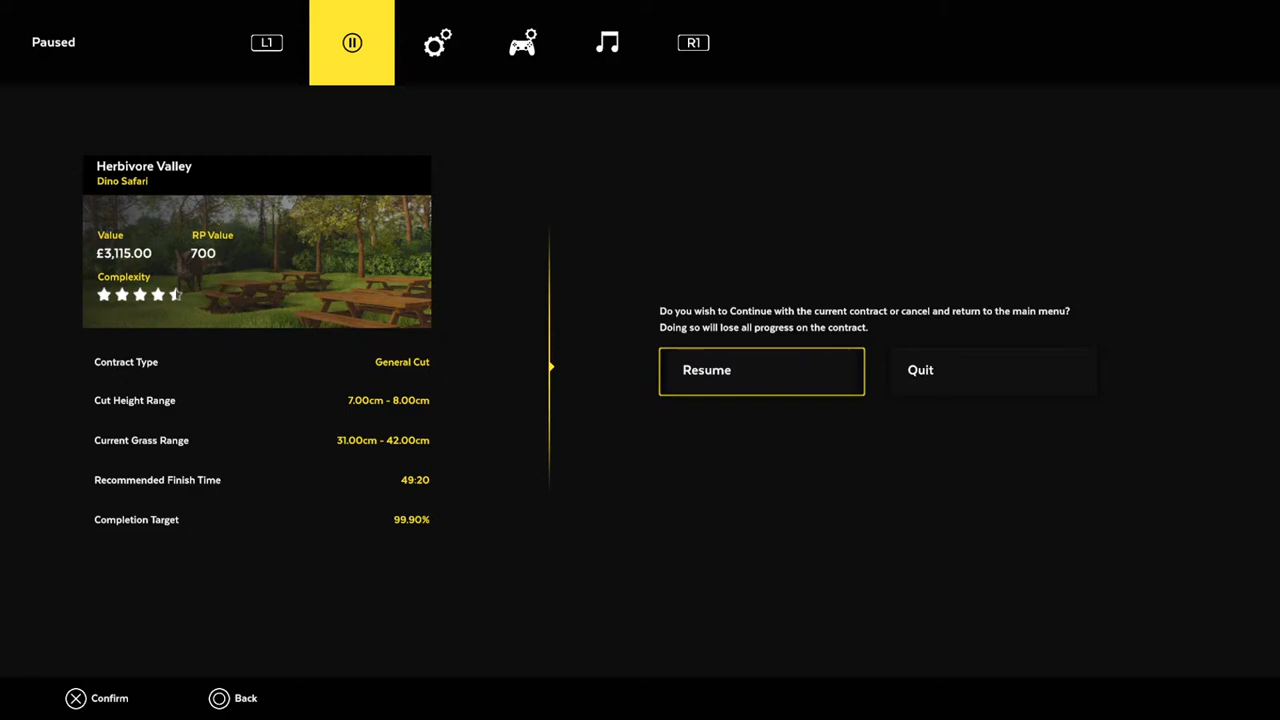 Paused
L1
R1
Herbivore Valley
Dino Safari
Value
RP Value
£3,115.00
700
Complexity
Contract Type
General Cut
Cut Height Range
7.00cm - 8.00cm
Current Grass Range
31.00cm - 42.00cm
Recommended Finish Time
49:20
Completion Target
99.90%
Do you wish to Continue with the current contract or cancel and return to the main menu?
Doing so will lose all progress on the contract.
Resume
Quit
Confirm
Back